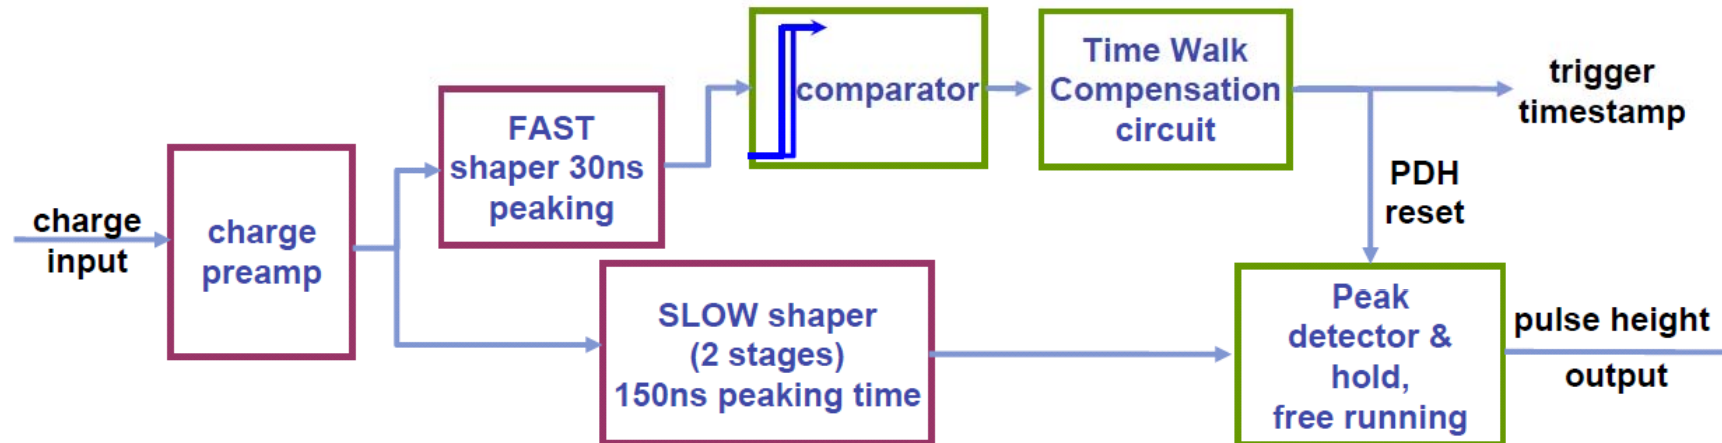 charge
input
charge
preamp
FAST
shaper 30ns
peaking
comparator
Time Walk
Compensation
circuit
trigger
timestamp
PDH
reset
SLOW shaper
(2 stages)
150ns peaking time
Peak
detector &
hold,
free running
pulse height
output